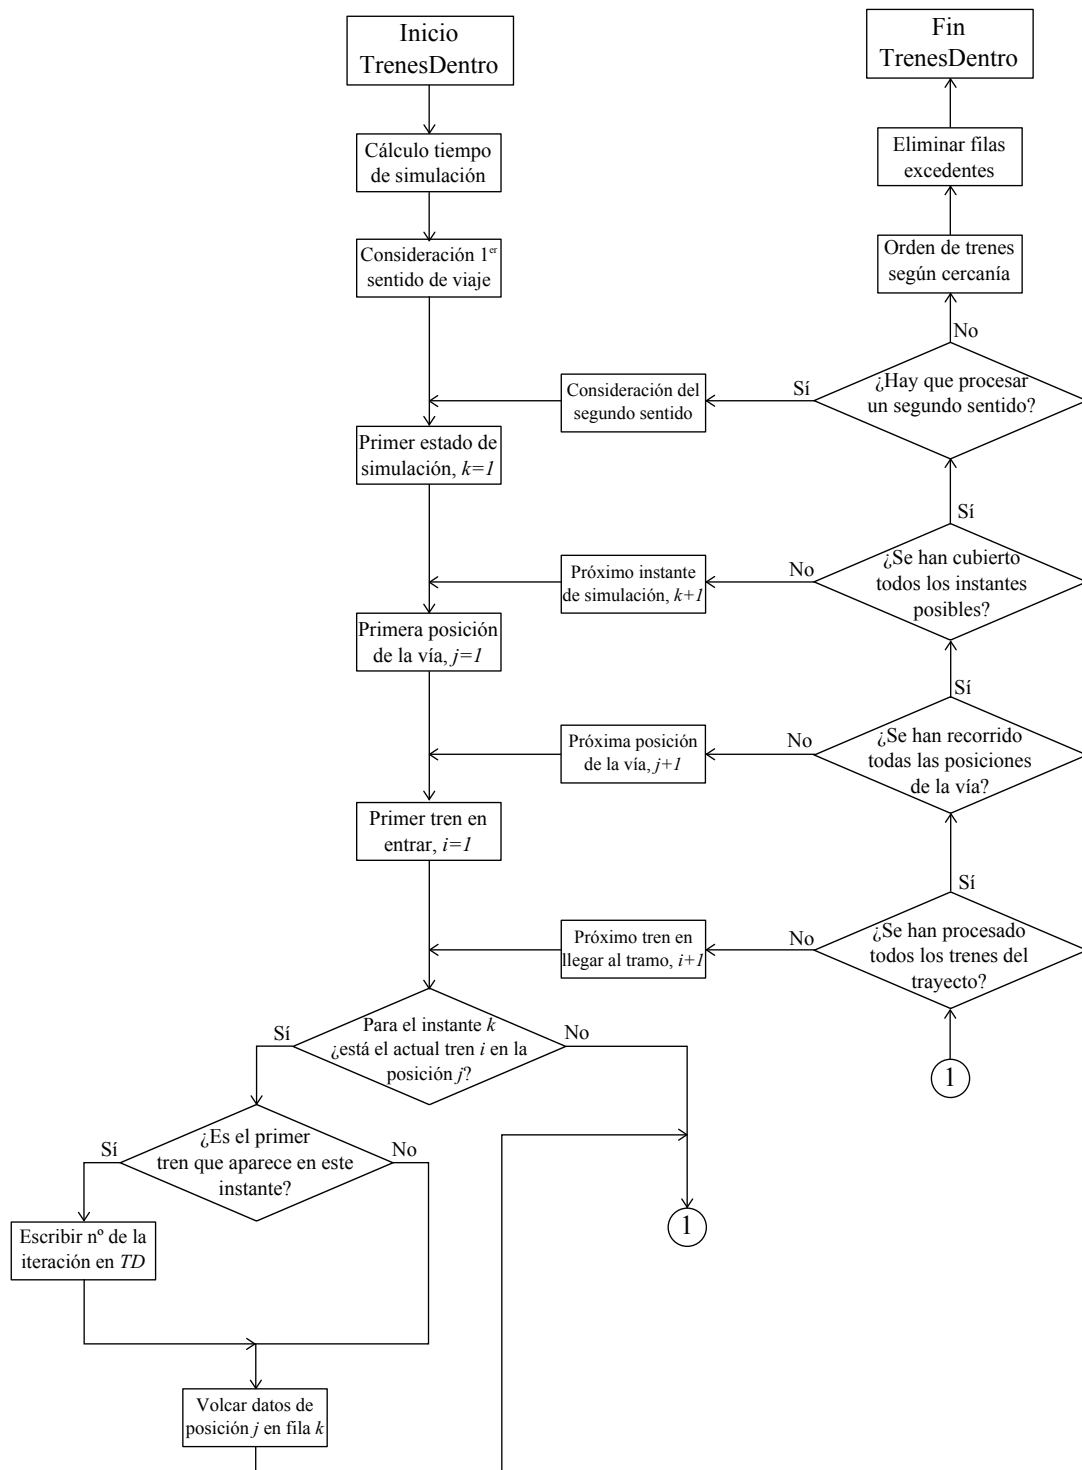 Inicio
TrenesDentro
Cálculo tiempo
de simulación
Consideración 1er
sentido de viaje
Primer estado de
simulación, k=1
Primera posición
de la vía, j=1
Primer tren en
entrar, i=1
Para el instante k
¿está el actual tren i en la
posición j?
Sí
No
¿Es el primer
tren que aparece en este
instante?
Sí
No
Escribir nº de la
iteración en TD
Volcar datos de
posición j en fila k
1
Fin
TrenesDentro
Eliminar filas
excedentes
Orden de trenes
según cercanía
No
¿Hay que procesar
un segundo sentido?
Sí
Consideración del
segundo sentido
Sí
¿Se han cubierto
todos los instantes
posibles?
No
Próximo instante
de simulación, k+1
Sí
¿Se han recorrido
todas las posiciones
de la vía?
No
Próxima posición
de la vía, j+1
Sí
¿Se han procesado
todos los trenes del
trayecto?
No
Próximo tren en
llegar al tramo, i+1
1